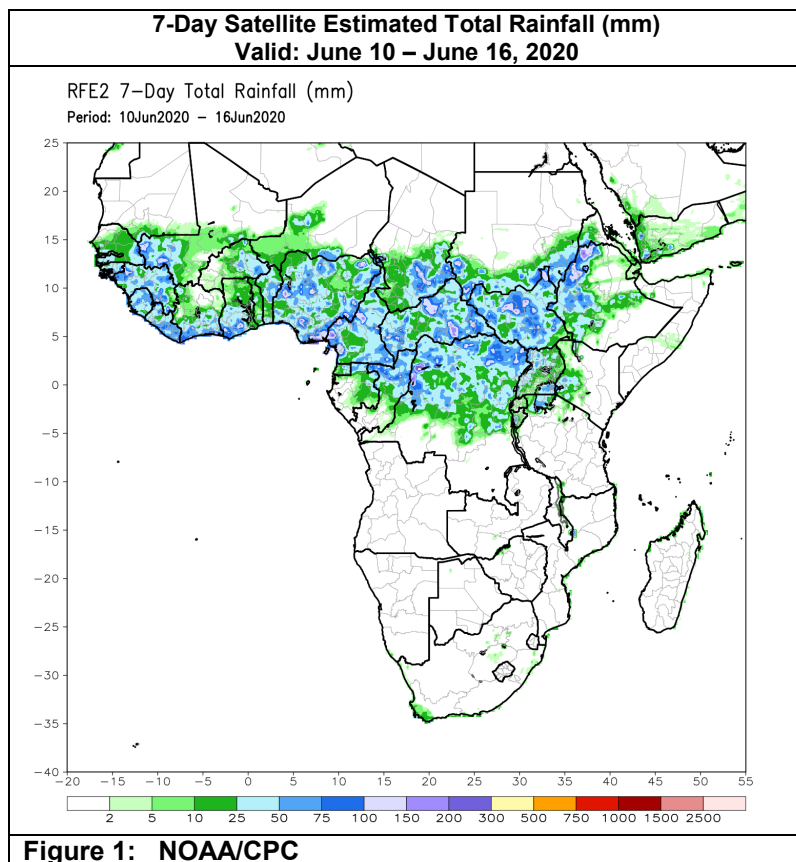 7-Day Satellite Estimated Total Rainfall (mm)
Valid: June 10 – June 16, 2020
RFE2 7-Day Total Rainfall (mm)
Period: 10Jun2020 - 16Jun2020
25
20
15
10
5
0
-5
-10
-15
-20
-25
-30
-35
-40
-20 -15 -10 -5 0 5 10 15 20 25 30 35 40 45 50 55
2 5 10 25 50 75 100 150 200 300 500 750 1000 1500 2500
Figure 1: NOAA/CPC